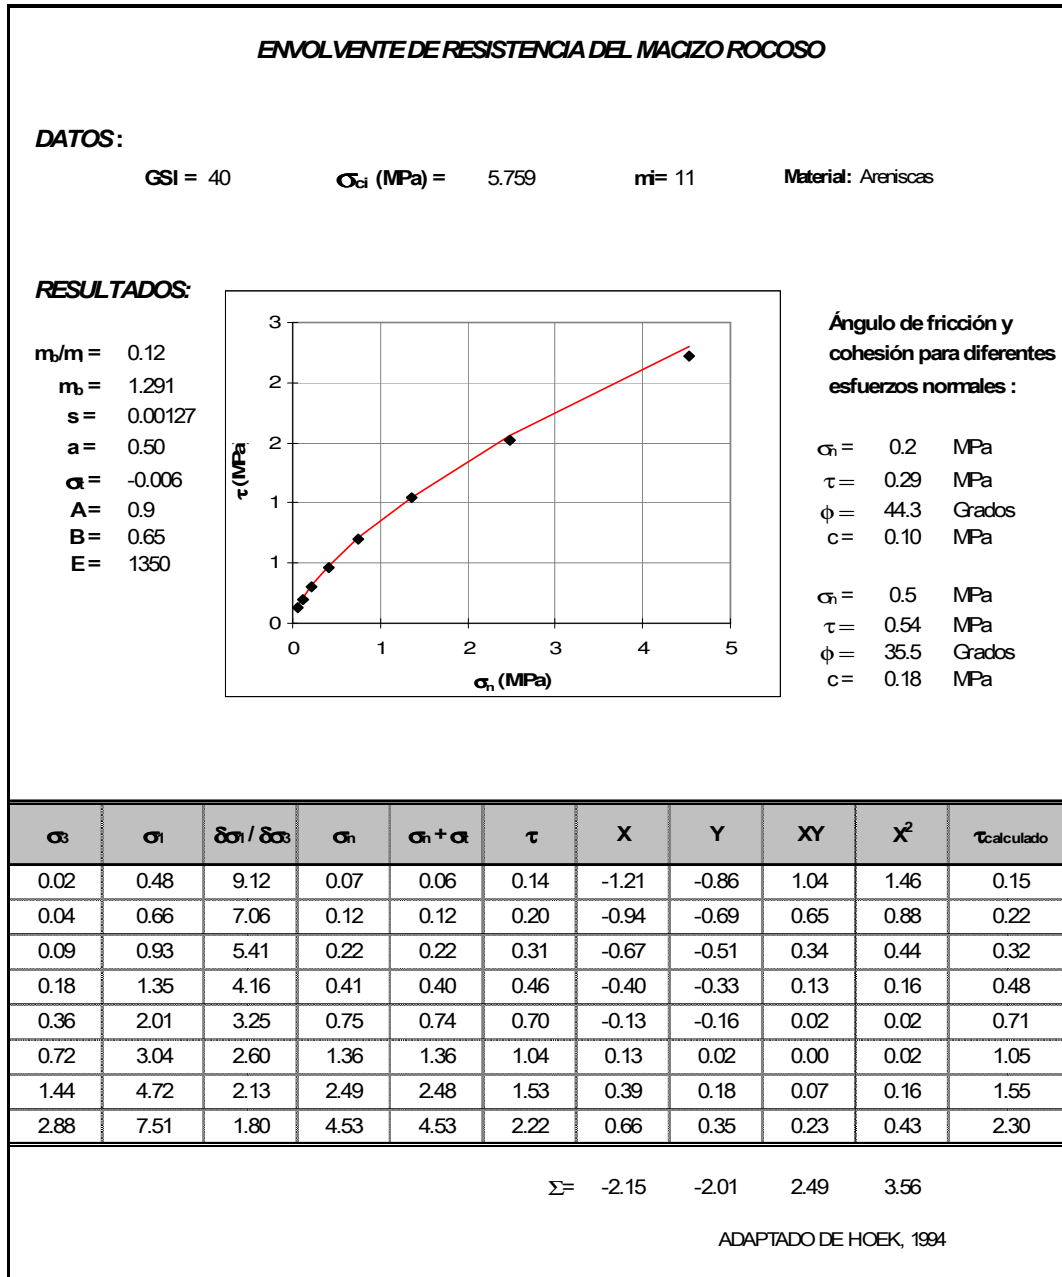 ENVOLVENTE DE RESISTENCIA DEL MACIZO ROCOSO
DATOS :
GSI = 40 σci (MPa) = 5.759 mi= 11 Material: Areniscas
RESULTADOS:
mb/mi = 0.12
mb = 1.291
s = 0.00127
a = 0.50
σt = -0.006
A = 0.9
B = 0.65
E = 1350
3
2
2
1
1
0
τ (MPa
0 1 2 3 4 5
σn (MPa)
Ángulo de fricción y
cohesión para diferentes
esfuerzos normales :
σn = 0.2 MPa
τ = 0.29 MPa
ϕ = 44.3 Grados
c = 0.10 MPa
σn = 0.5 MPa
τ = 0.54 MPa
ϕ = 35.5 Grados
c = 0.18 MPa
σ3 σ1 δσ1 / δσ3 σn σn + σt τ X Y XY X² τcalculado
0.02 0.48 9.12 0.07 0.06 0.14 -1.21 -0.86 1.04 1.46 0.15
0.04 0.66 7.06 0.12 0.12 0.20 -0.94 -0.69 0.65 0.88 0.22
0.09 0.93 5.41 0.22 0.22 0.31 -0.67 -0.51 0.34 0.44 0.32
0.18 1.35 4.16 0.41 0.40 0.46 -0.40 -0.33 0.13 0.16 0.48
0.36 2.01 3.25 0.75 0.74 0.70 -0.13 -0.16 0.02 0.02 0.71
0.72 3.04 2.60 1.36 1.36 1.04 0.13 0.02 0.00 0.02 1.05
1.44 4.72 2.13 2.49 2.48 1.53 0.39 0.18 0.07 0.16 1.55
2.88 7.51 1.80 4.53 4.53 2.22 0.66 0.35 0.23 0.43 2.30
Σ= -2.15 -2.01 2.49 3.56
ADAPTADO DE HOEK, 1994